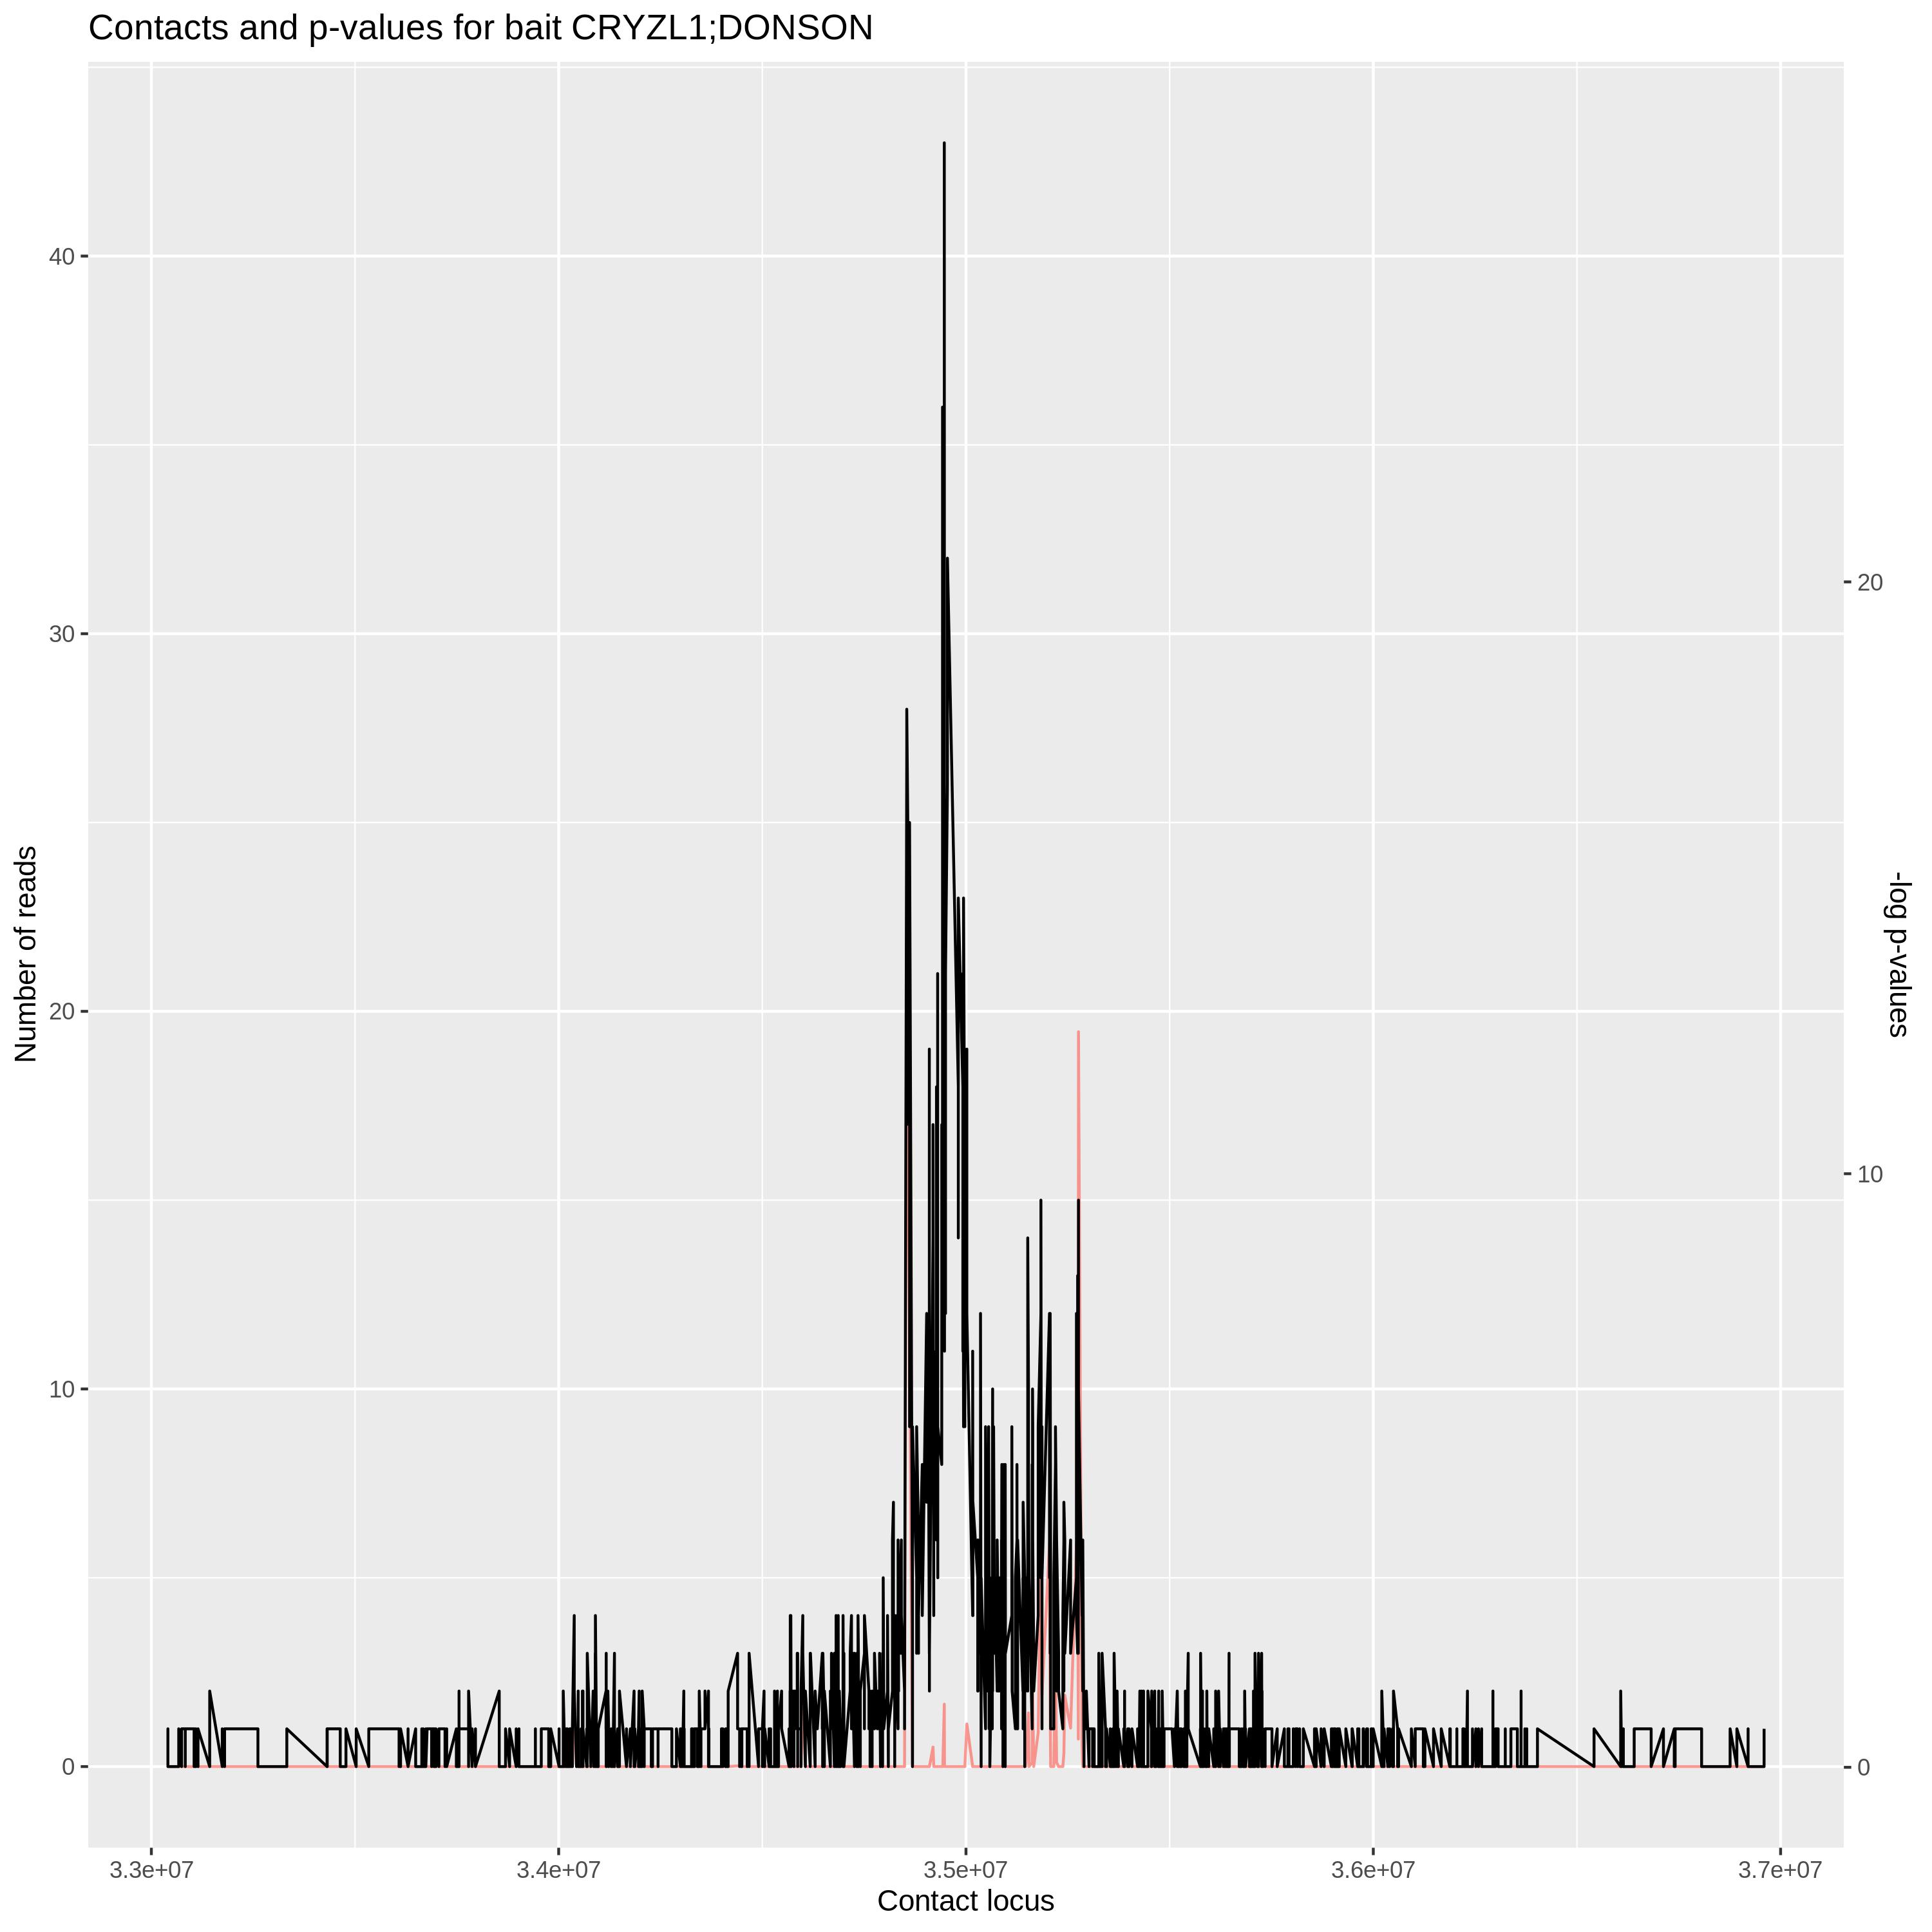 Contacts and p-values for bait CRYZL1;DONSON
Number of reads
40
30
20
10
0
-log p-values
20
10
0
3.3e+07
3.4e+07
3.5e+07
3.6e+07
3.7e+07
Contact locus